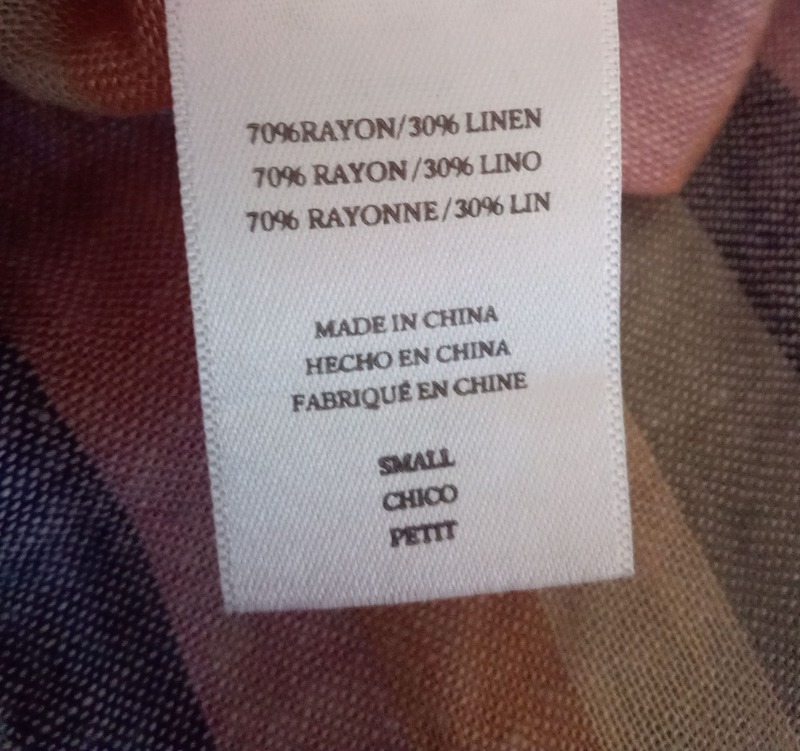 70%RAYON/30% LINEN
70% RAYON/30% LINO
70% RAYONNE/30% LIN
MADE IN CHINA
HECHO EN CHINA
FABRIQUÉ EN CHINE
SMALL
CHICO
PETIT